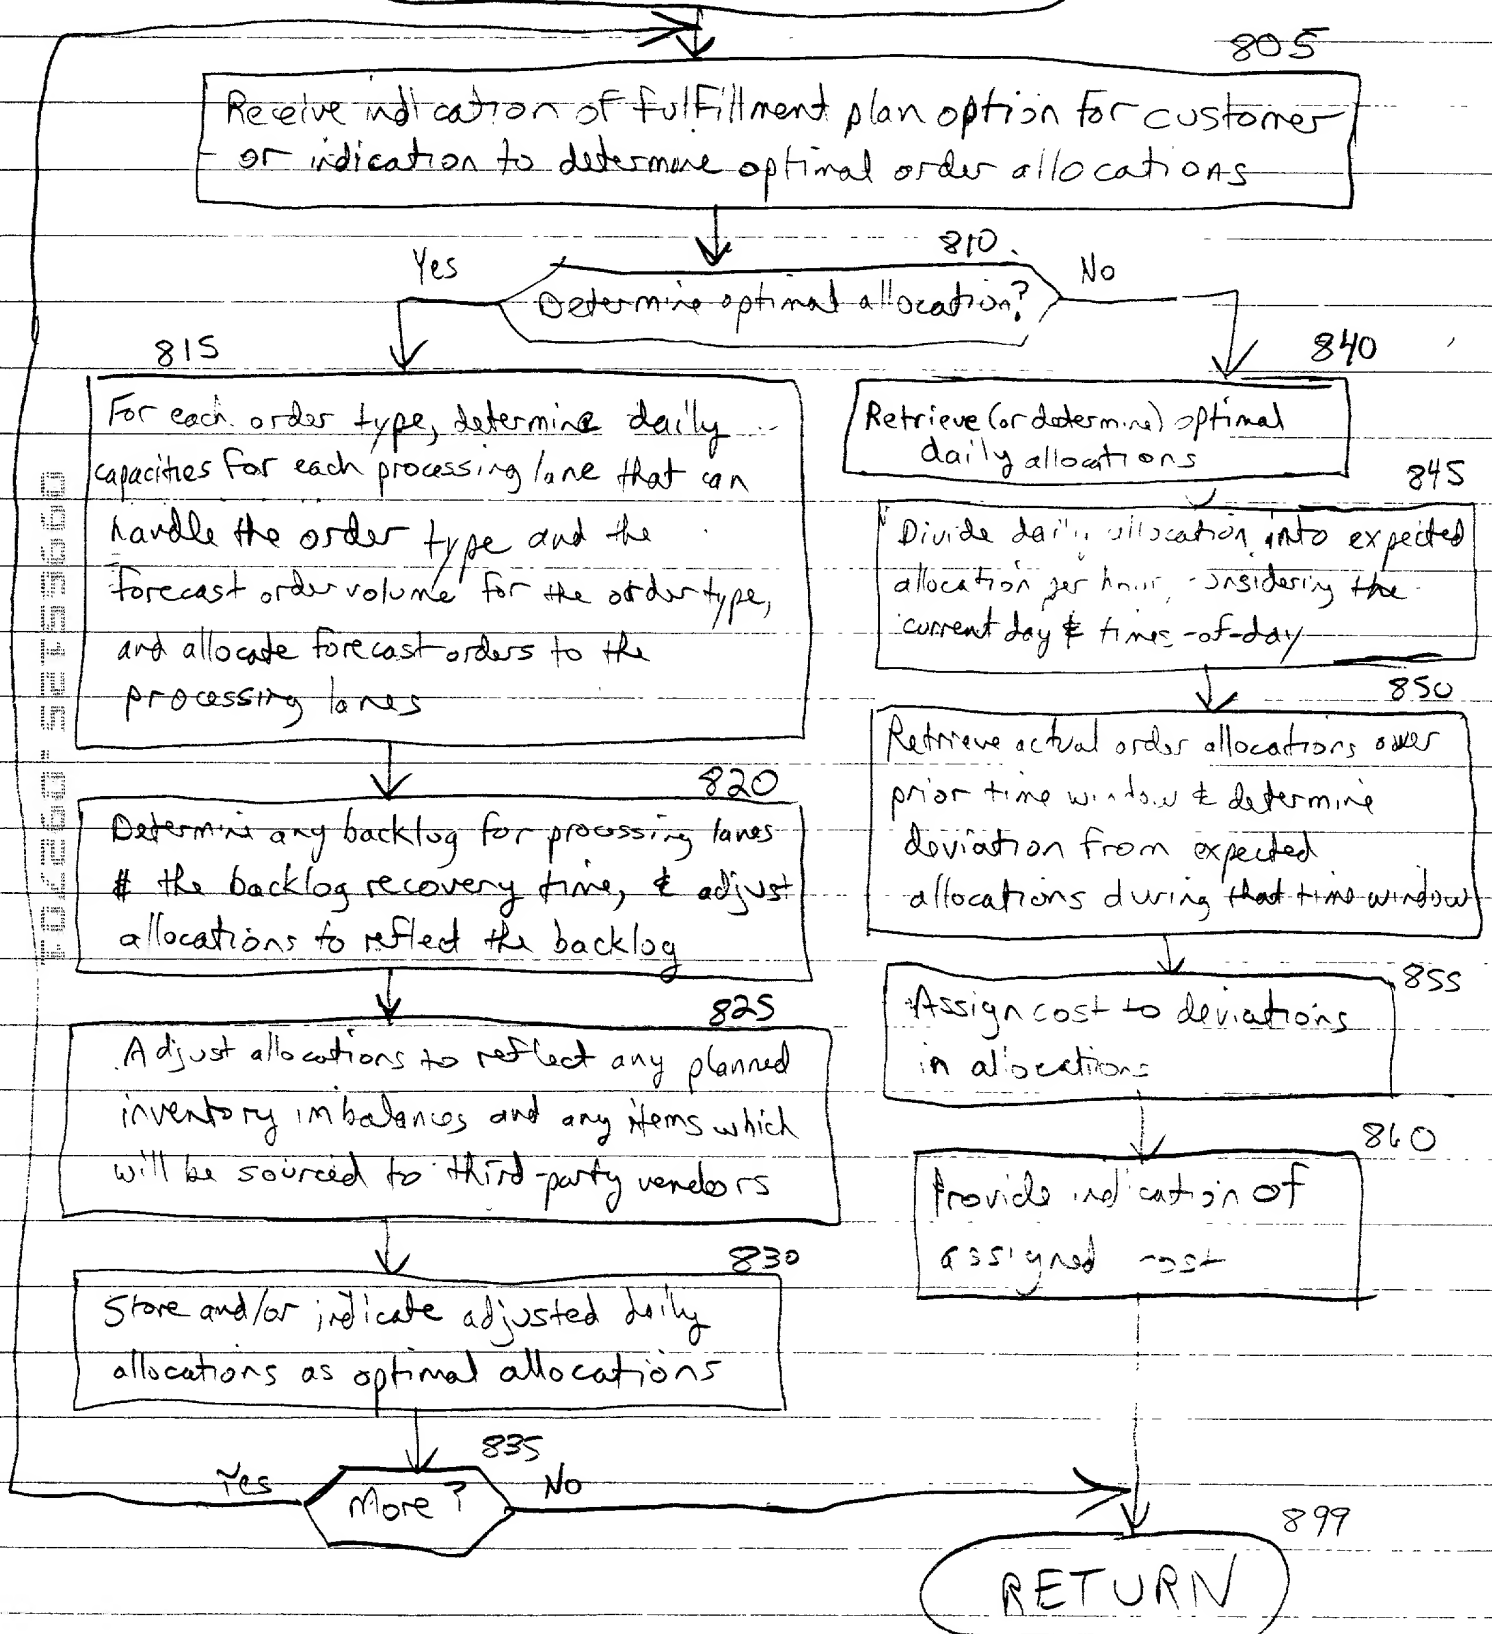 805
Receive indication of fulfillment plan option for customer
or indication to determine optimal order allocations
810
Yes
No
Determine optimal allocation?
815
For each order type, determine daily
capacities for each processing lane that can
handle the order type and the
forecast order volume for the order type,
and allocate forecast orders to the
processing lanes
820
Determine any backlog for processing lanes
& the backlog recovery time, & adjust
allocations to reflect the backlog
825
Adjust allocations to reflect any planned
inventory imbalances and any items which
will be sourced to third-party vendors
830
Store and/or indicate adjusted daily
allocations as optimal allocations
835
Yes
More?
No
840
Retrieve (or determine) optimal
daily allocations
845
Divide daily allocation into expected
allocation per hour, considering the
current day & times-of-day
850
Retrieve actual order allocations over
prior time window & determine
deviation from expected
allocations during that time window
855
Assign cost to deviations
in allocations
860
Provide indication of
assigned cost
899
RETURN